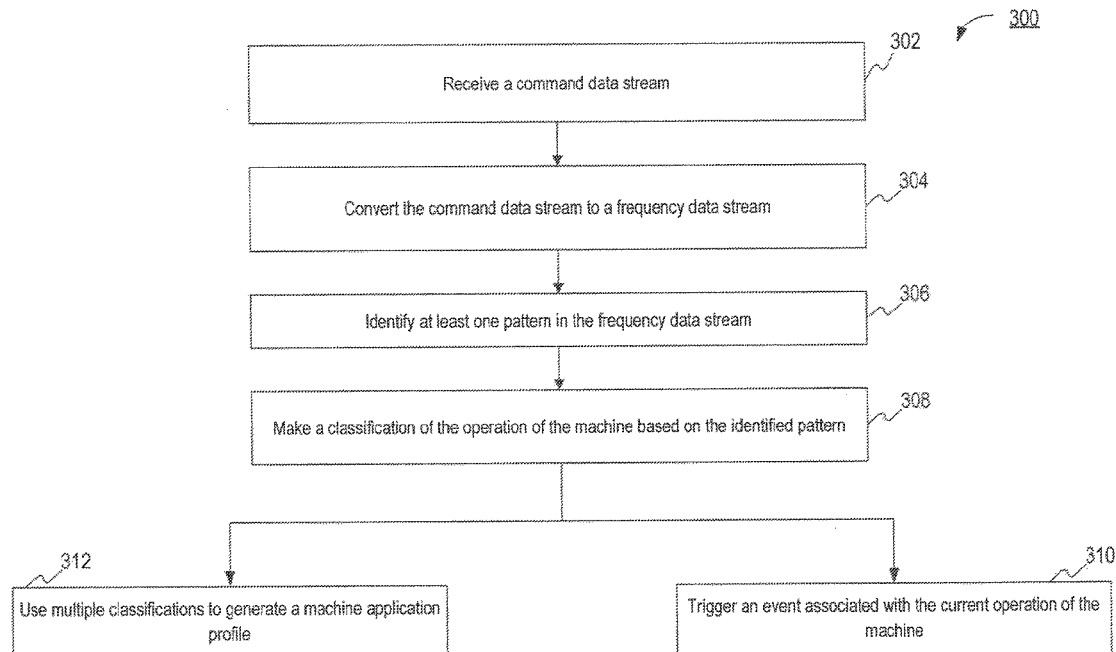 300
302
Receive a command data stream
304
Convert the command data stream to a frequency data stream
306
Identify at least one pattern in the frequency data stream
308
Make a classification of the operation of the machine based on the identified pattern
312
Use multiple classifications to generate a machine application
profile
310
Trigger an event associated with the current operation of the
machine